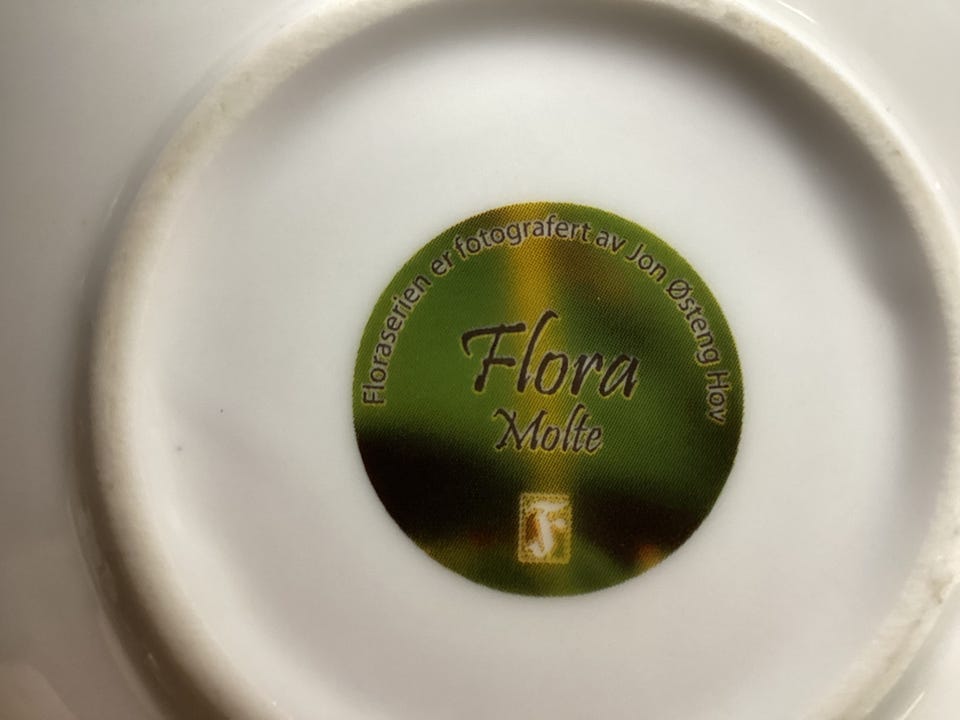 Floraserien er fotografert av Jon Østeng Hov
Flora
Molte
F